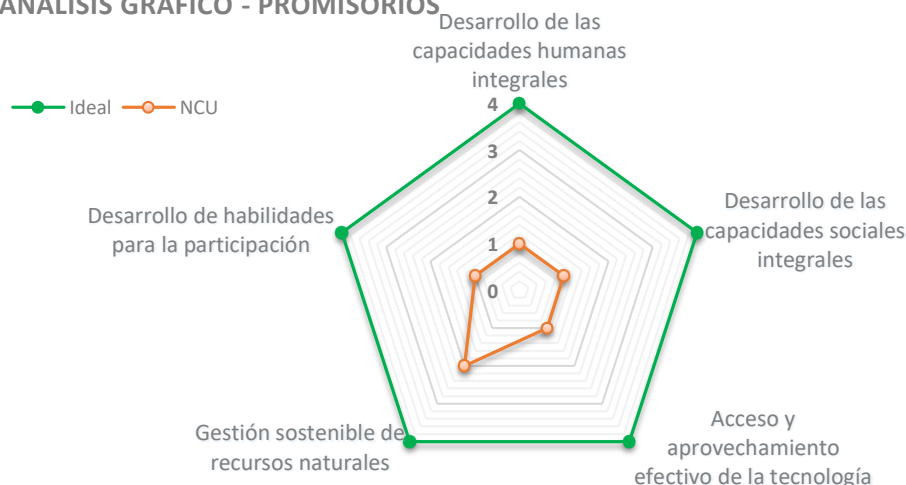 ANÁLISIS GRÁFICO - PROMISORIOS
Desarrollo de las
capacidades humanas
integrales
Ideal
NCU
4
3
2
1
0
Desarrollo de habilidades
para la participación
Desarrollo de las
capacidades sociales
integrales
Gestión sostenible de
recursos naturales
Acceso y
aprovechamiento
efectivo de la tecnología